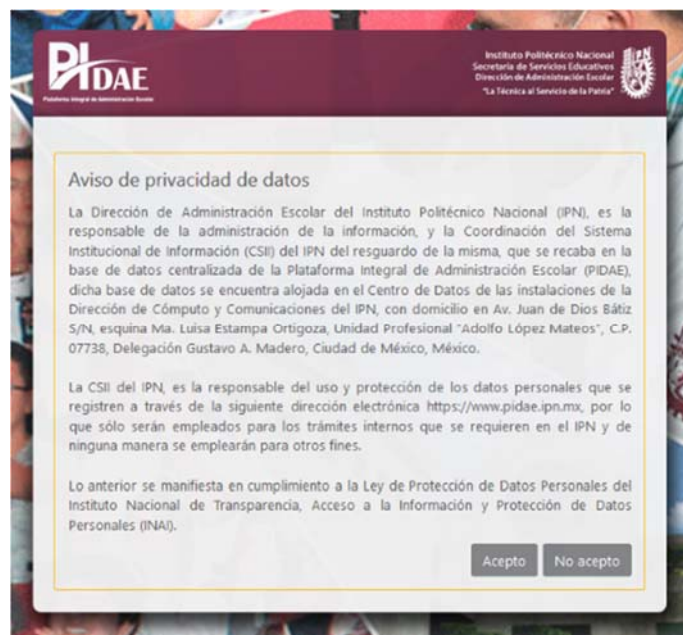 PIDAE
Plataforma Integral de Administración Escolar
Instituto Politécnico Nacional
Secretaría de Servicios Educativos
Dirección de Administración Escolar
"La Técnica al Servicio de la Patria"
IPN
Aviso de privacidad de datos
La Dirección de Administración Escolar del Instituto Politécnico Nacional (IPN), es la
responsable de la administración de la información, y la Coordinación del Sistema
Institucional de Información (CSII) del IPN del resguardo de la misma, que se recaba en la
base de datos centralizada de la Plataforma Integral de Administración Escolar (PIDAE),
dicha base de datos se encuentra alojada en el Centro de Datos de las instalaciones de la
Dirección de Cómputo y Comunicaciones del IPN, con domicilio en Av. Juan de Dios Bátiz
S/N, esquina Ma. Luisa Estampa Ortigoza, Unidad Profesional "Adolfo López Mateos", C.P.
07738, Delegación Gustavo A. Madero, Ciudad de México, México.
La CSII del IPN, es la responsable del uso y protección de los datos personales que se
registren a través de la siguiente dirección electrónica https://www.pidae.ipn.mx, por lo
que sólo serán empleados para los trámites internos que se requieren en el IPN y de
ninguna manera se emplearán para otros fines.
Lo anterior se manifiesta en cumplimiento a la Ley de Protección de Datos Personales del
Instituto Nacional de Transparencia, Acceso a la Información y Protección de Datos
Personales (INAI).
Acepto No acepto